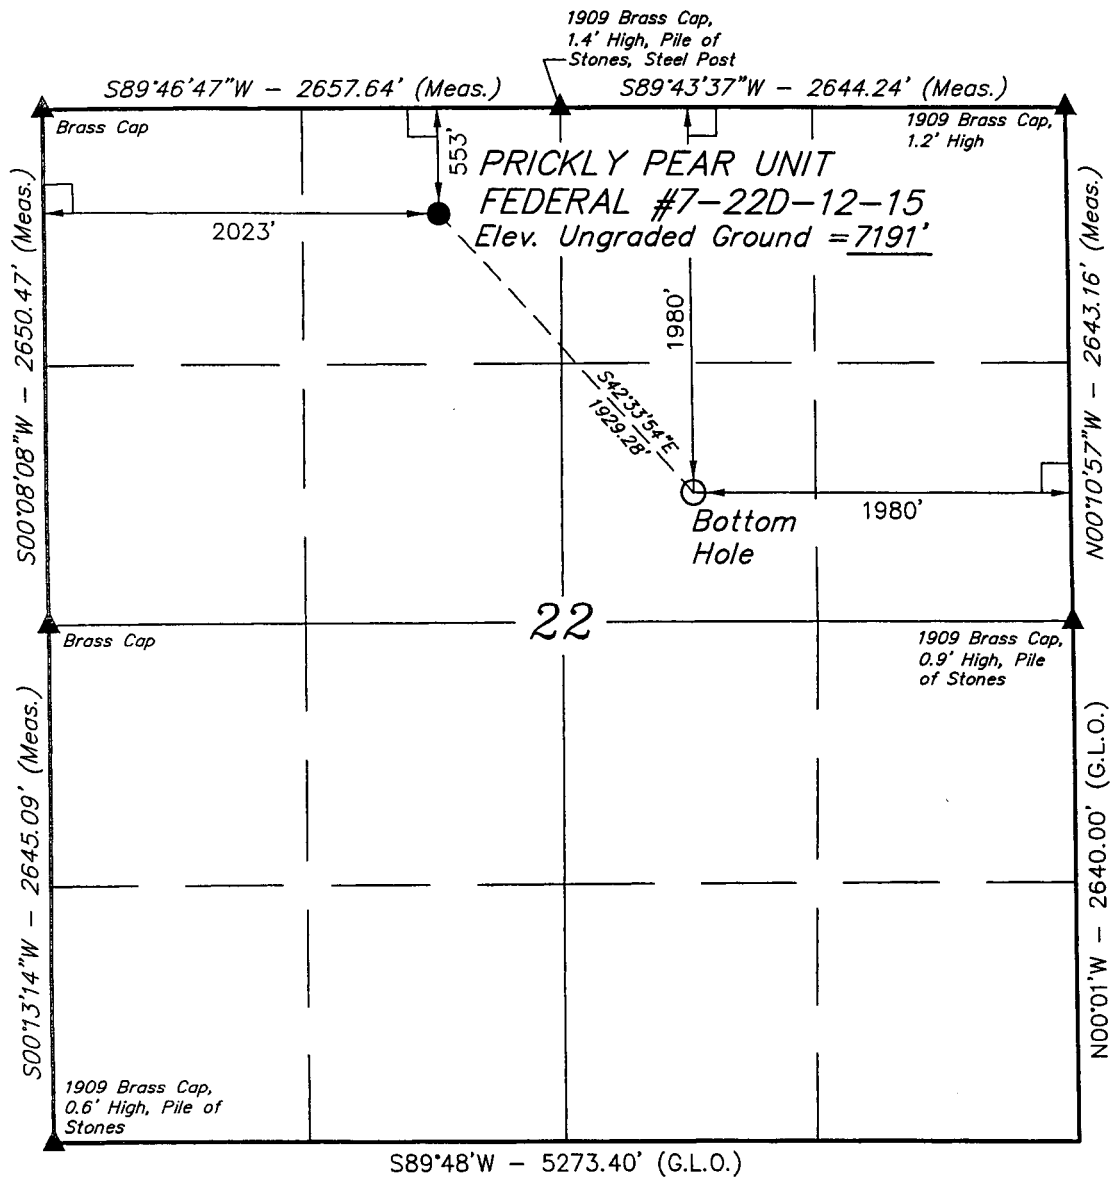 1909 Brass Cap,
1.4' High, Pile of
Stones, Steel Post
S89°46'47"W – 2657.64' (Meas.)
S89°43'37"W – 2644.24' (Meas.)
Brass Cap
1909 Brass Cap,
1.2' High
553'
PRICKLY PEAR UNIT
FEDERAL #7–22D–12–15
Elev. Ungraded Ground = 7191'
2023'
S00°08'08"W – 2650.47' (Meas.)
N00°10'57"W – 2643.16' (Meas.)
1980'
S42°33'54"E
1929.28'
1980'
Bottom
Hole
22
Brass Cap
1909 Brass Cap,
0.9' High, Pile
of Stones
S00°13'14"W – 2645.09' (Meas.)
N00°01'W – 2640.00' (G.L.O.)
1909 Brass Cap,
0.6' High, Pile of
Stones
S89°48'W – 5273.40' (G.L.O.)